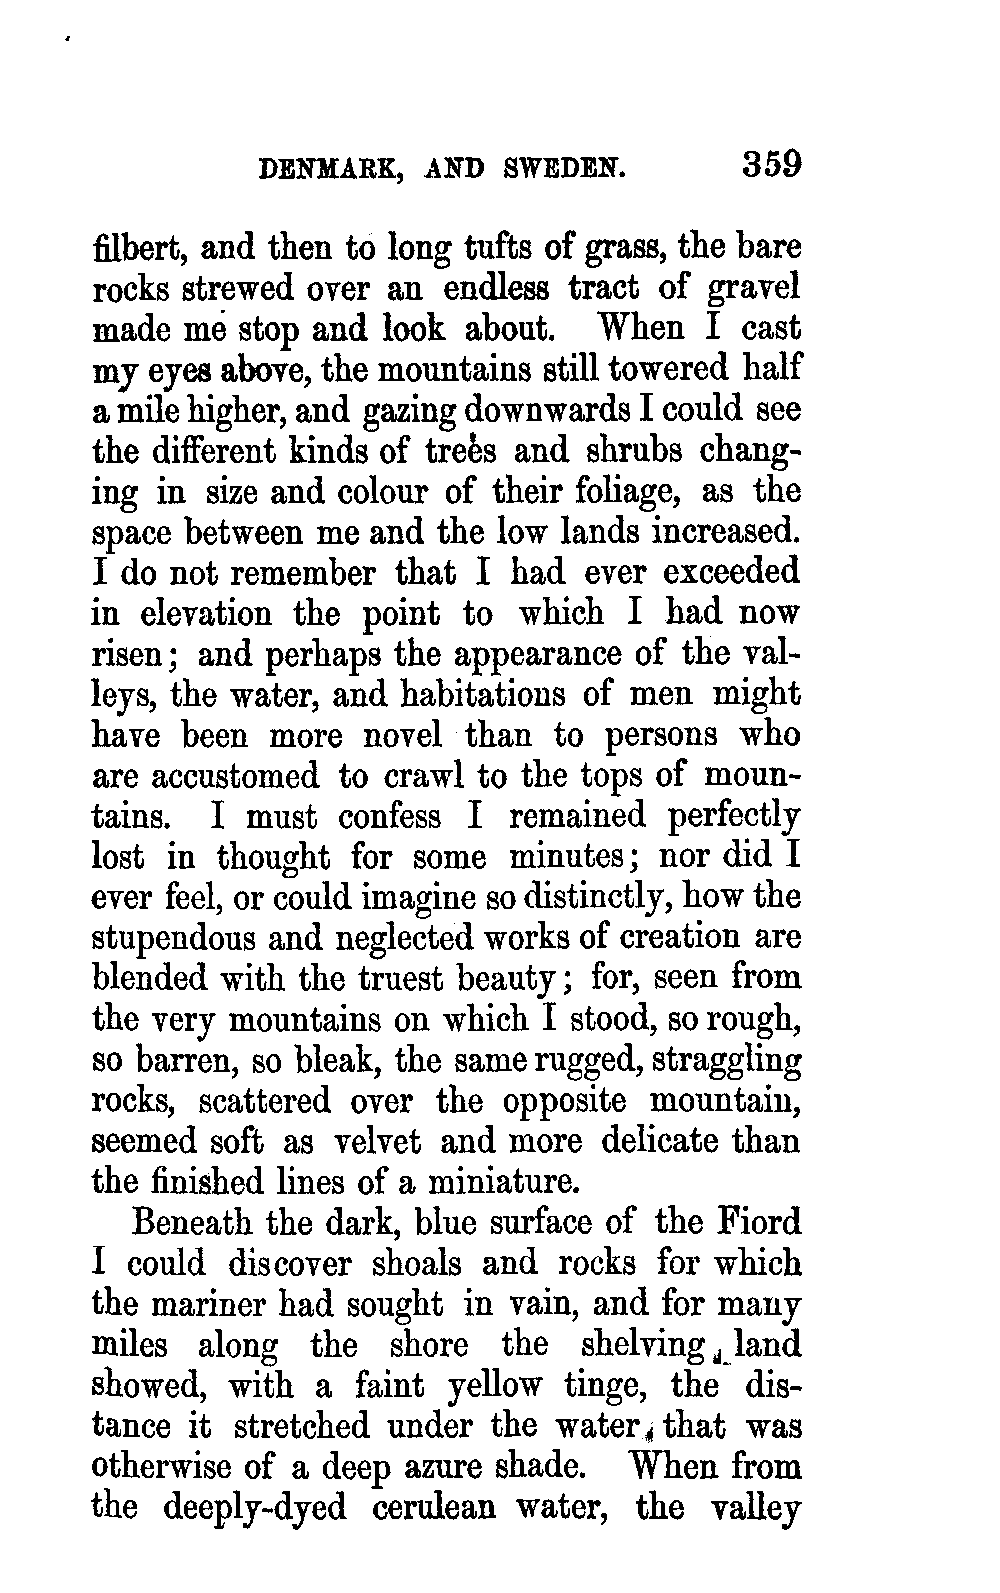 DENMARK, AND SWEDEN. 359
filbert, and then to long tufts of grass, the bare
rocks strewed over an endless tract of gravel
made me stop and look about. When I cast
my eyes above, the mountains still towered half
a mile higher, and gazing downwards I could see
the different kinds of trees and shrubs chang-
ing in size and colour of their foliage, as the
space between me and the low lands increased.
I do not remember that I had ever exceeded
in elevation the point to which I had now
risen; and perhaps the appearance of the val-
leys, the water, and habitations of men might
have been more novel than to persons who
are accustomed to crawl to the tops of moun-
tains. I must confess I remained perfectly
lost in thought for some minutes; nor did I
ever feel, or could imagine so distinctly, how the
stupendous and neglected works of creation are
blended with the truest beauty; for, seen from
the very mountains on which I stood, so rough,
so barren, so bleak, the same rugged, straggling
rocks, scattered over the opposite mountain,
seemed soft as velvet and more delicate than
the finished lines of a miniature.
Beneath the dark, blue surface of the Fiord
I could discover shoals and rocks for which
the mariner had sought in vain, and for many
miles along the shore the shelving land
showed, with a faint yellow tinge, the dis-
tance it stretched under the water, that was
otherwise of a deep azure shade. When from
the deeply-dyed cerulean water, the valley